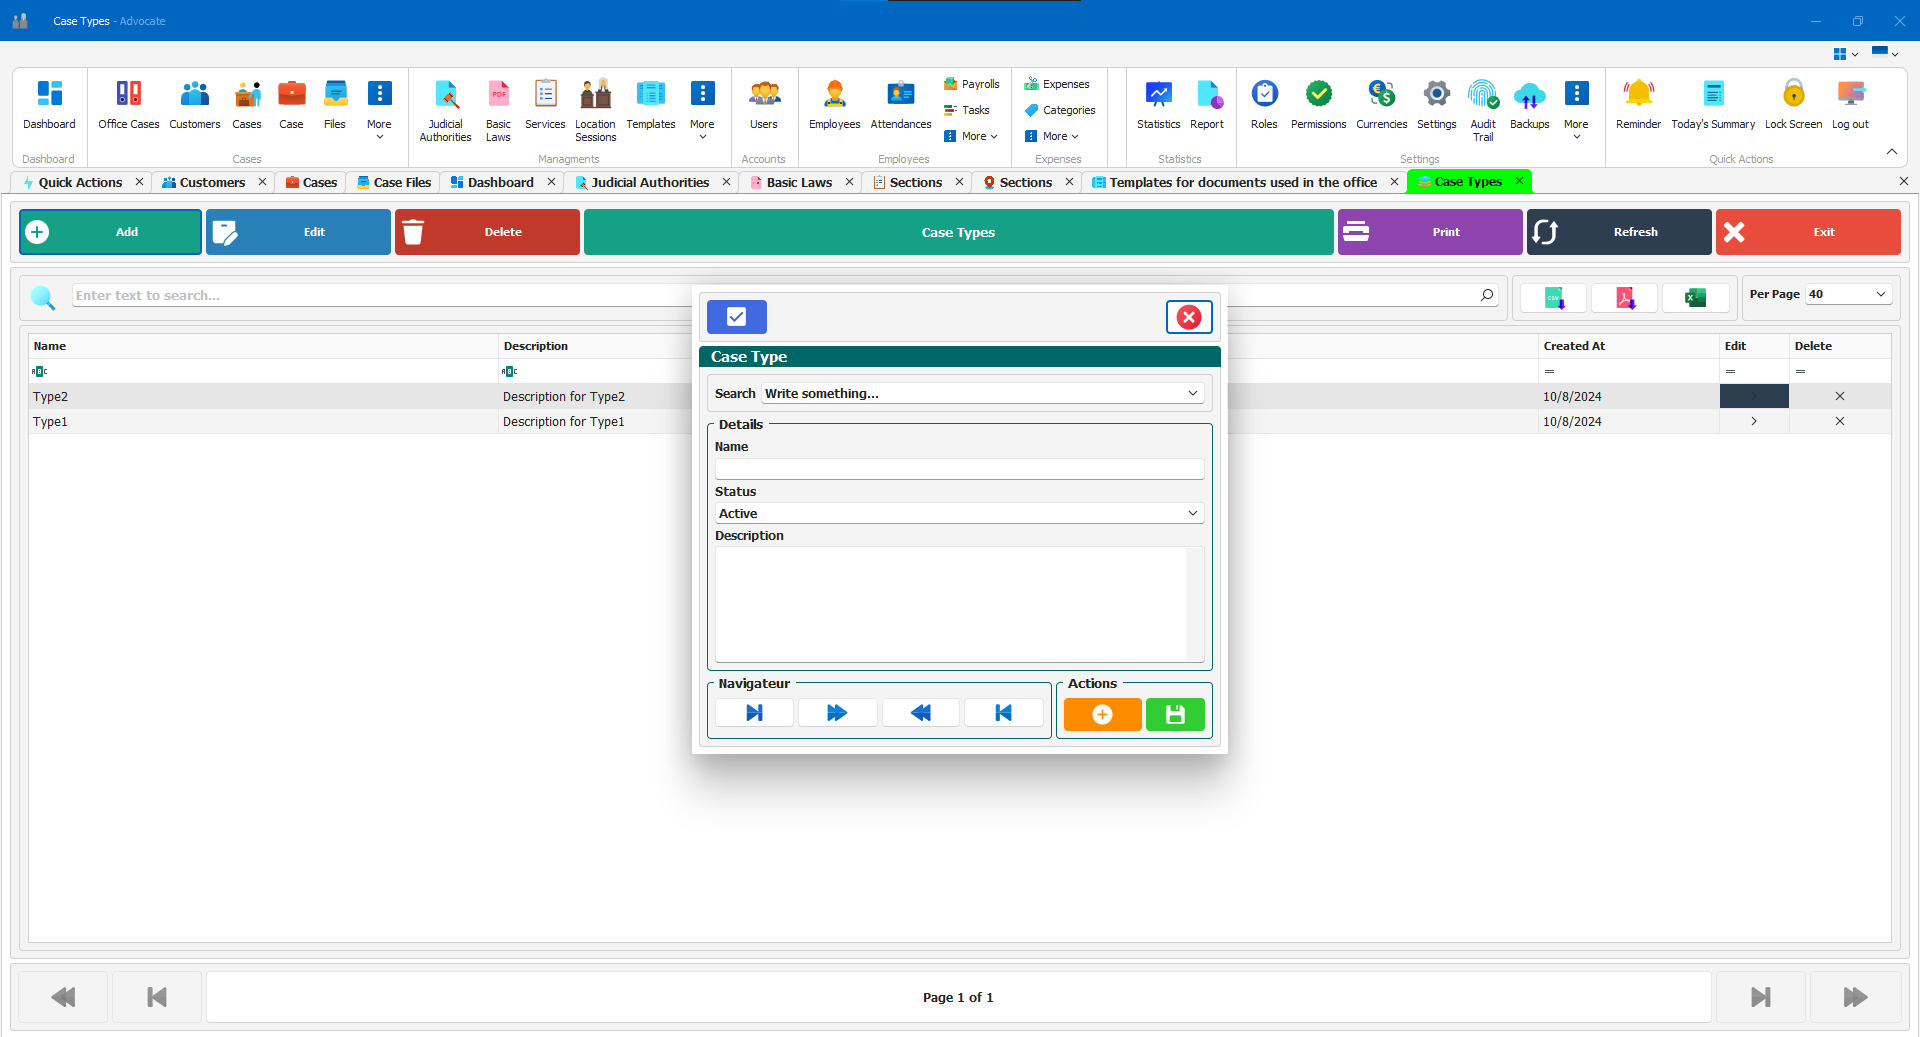 Case Types - Advocate
Dashboard
Office Cases
Customers
Cases
Case
Files
More
Judicial Authorities
Basic Laws
Services
Location Sessions
Templates
More
Users
Employees
Attendances
Payrolls
Tasks
More
Expenses
Categories
More
Statistics
Report
Roles
Permissions
Currencies
Settings
Audit Trail
Backups
More
Reminder
Today's Summary
Lock Screen
Log out
Dashboard
Cases
Managments
Accounts
Employees
Expenses
Statistics
Settings
Quick Actions
Quick Actions
Customers
Cases
Case Files
Dashboard
Judicial Authorities
Basic Laws
Sections
Sections
Templates for documents used in the office
Case Types
Add
Edit
Delete
Case Types
Print
Refresh
Exit
Enter text to search...
Per Page 40
Name
Description
Created At
Edit
Delete
Type2
Description for Type2
10/8/2024
Type1
Description for Type1
10/8/2024
Case Type
Search Write something...
Details
Name
Status
Active
Description
Navigateur
Actions
Page 1 of 1